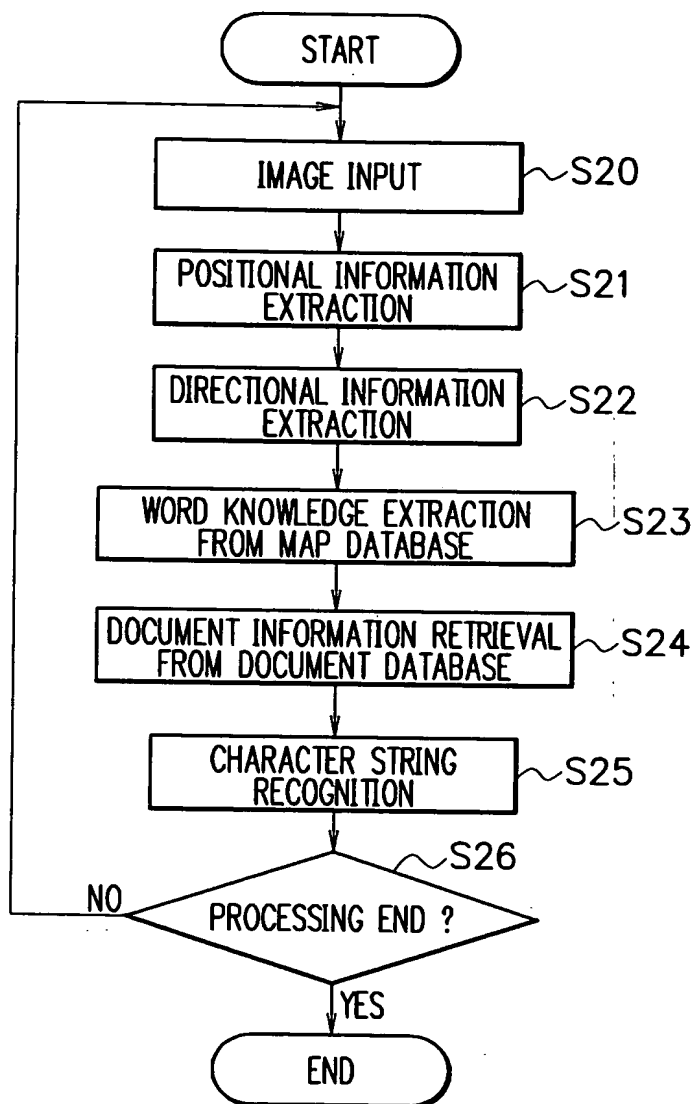 START
IMAGE INPUT
S20
POSITIONAL INFORMATION
EXTRACTION
S21
DIRECTIONAL INFORMATION
EXTRACTION
S22
WORD KNOWLEDGE EXTRACTION
FROM MAP DATABASE
S23
DOCUMENT INFORMATION RETRIEVAL
FROM DOCUMENT DATABASE
S24
CHARACTER STRING
RECOGNITION
S25
S26
NO
PROCESSING END ?
YES
END